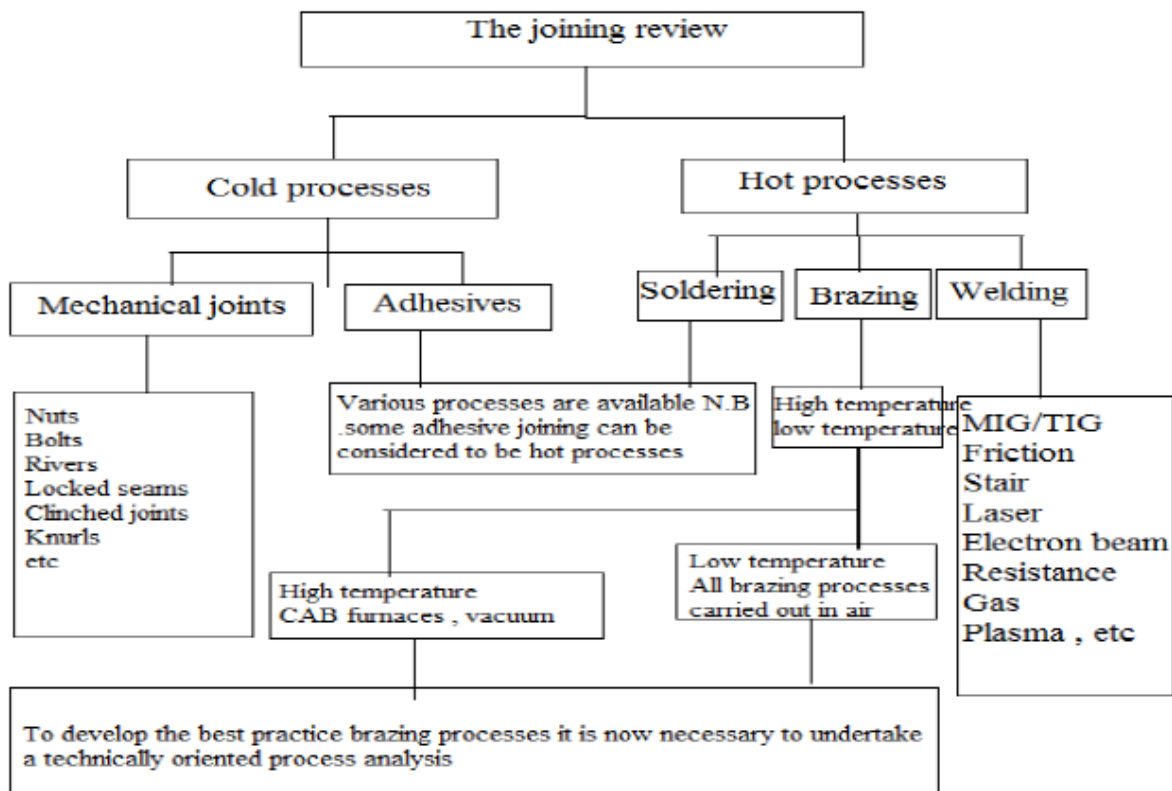 The joining review
Cold processes
Hot processes
Mechanical joints
Adhesives
Soldering
Brazing
Welding
Nuts
Bolts
Rivers
Locked seams
Clinched joints
Knurls
etc
Various processes are available N.B
.some adhesive joining can be
considered to be hot processes
High temperature
low temperature
MIG/TIG
Friction
Stair
Laser
Electron beam
Resistance
Gas
Plasma , etc
High temperature
CAB furnaces , vacuum
Low temperature
All brazing processes
carried out in air
To develop the best practice brazing processes it is now necessary to undertake
a technically oriented process analysis